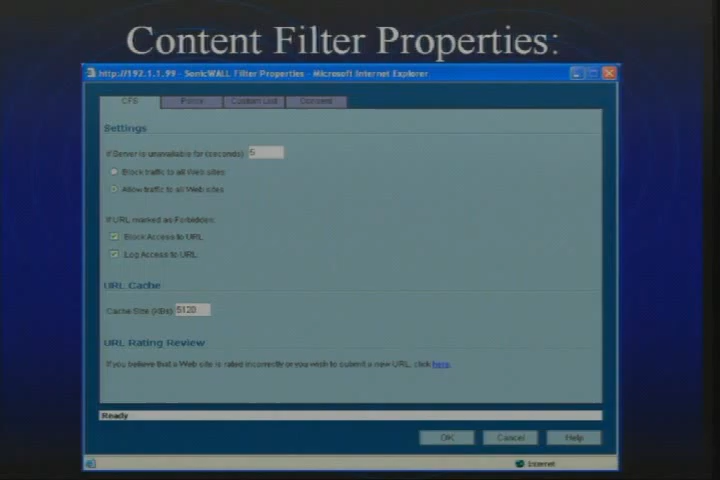 Content Filter Properties:
http://192.1.1.99 - SonicWALL Filter Properties - Microsoft Internet Explorer
CFS Policy Custom List Consent
Settings
If Server is unavailable for (seconds): 5
Block traffic to all Web sites
Allow traffic to all Web sites
If URL marked as Forbidden:
Block Access to URL
Log Access to URL
URL Cache
Cache Size (KBs): 5120
URL Rating Review
If you believe that a Web site is rated incorrectly or you wish to submit a new URL, click here.
Ready
OK Cancel Help
Internet